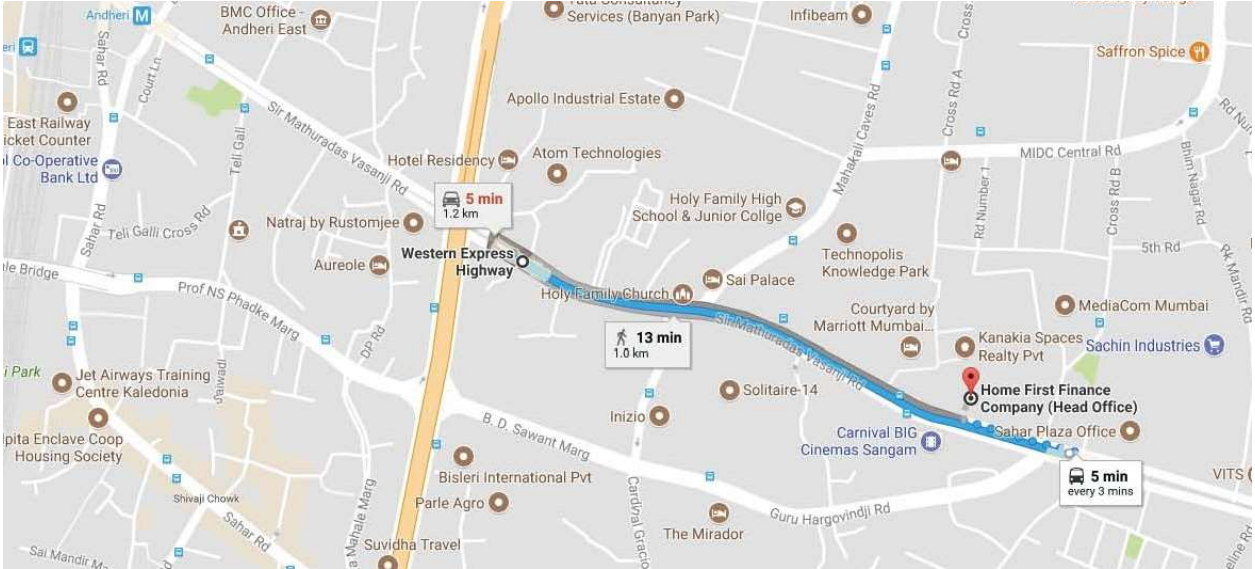 Andheri M
BMC Office -
Andheri East
Services (Banyan Park)
Infibeam
Saffron Spice
Sahar Rd
Court Ln
Cross Rd A
East Railway
Apollo Industrial Estate
Mahakali Caves Rd
Teli Gali
Sir Mathuradas Vasanji Rd
Hotel Residency
Atom Technologies
MIDC Central Rd
Bhim Nagar Rd
Co-Operative
Bank Ltd
5 min
1.2 km
Holy Family High
School & Junior Collge
Rd Number 1
Cross Rd B
Sahar Rd
Teli Galli Cross Rd
Natraj by Rustomjee
Technopolis
Knowledge Park
5th Rd
Western Express
Highway
Aureole
Sai Palace
Rk Mandir Rd
Prof NS Phadke Marg
Holy Family Church
Courtyard by
Marriott Mumbai...
MediaCom Mumbai
13 min
1.0 km
Sir Mathuradas Vasanji Rd
Kanakia Spaces
Realty Pvt
Sachin Industries
DP Rd
Jet Airways Training
Centre Kaledonia
Solitaire-14
Home First Finance
Company (Head Office)
Inizio
B. D. Sawant Marg
Carnival BIG
Cinemas Sangam
Sahar Plaza Office
Enclave Coop
Housing Society
Bisleri International Pvt
5 min
every 3 mins
VITS
Shivaji Chowk
Parle Agro
Cardinal Gracio
The Mirador
Guru Hargovindji Rd
Sahar Rd
Mahale Marg
Suvidha Travel
Sai Mandir